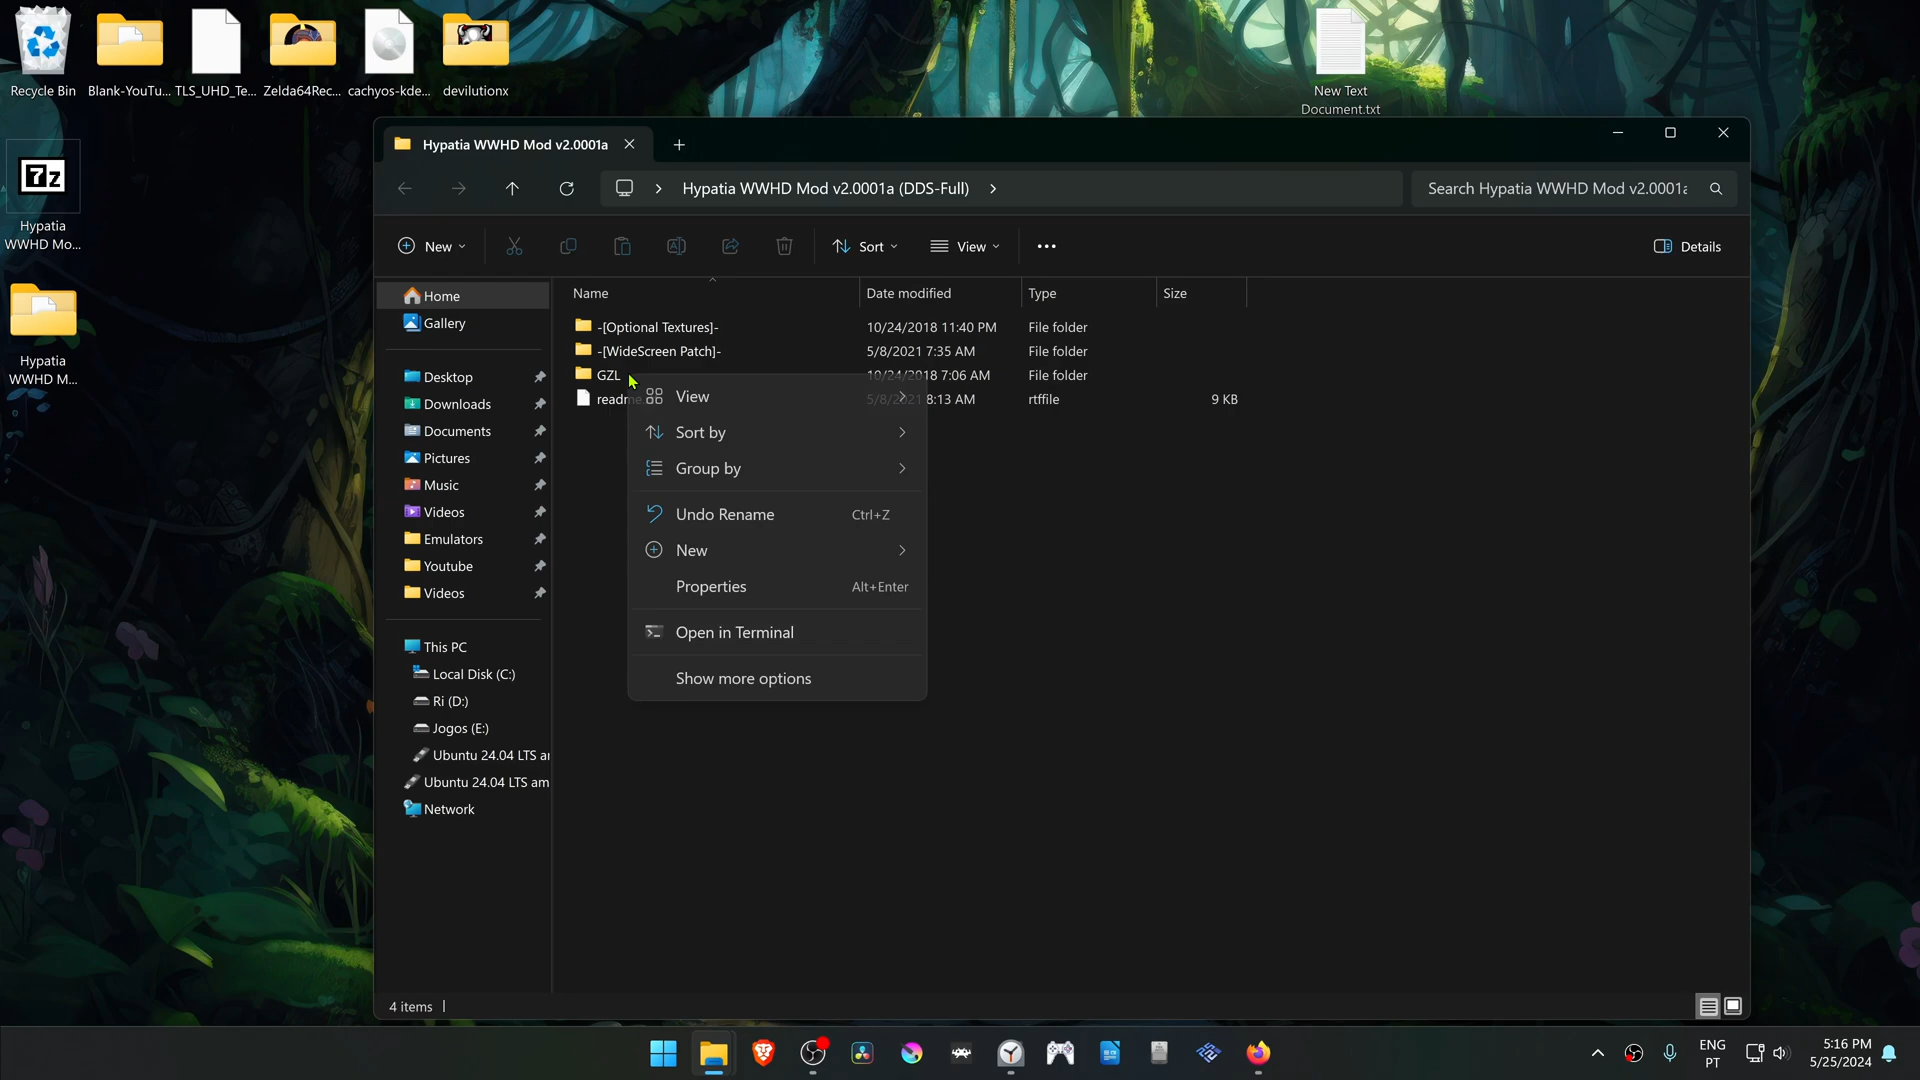 Recycle Bin
Blank-YouTu...
TLS_UHD_Te...
Zelda64Rec...
cachyos-kde...
devilutionx
New Text
Document.txt
7z
Hypatia
WWHD Mo...
Hypatia
WWHD M...
Hypatia WWHD Mod v2.0001a
Hypatia WWHD Mod v2.0001a (DDS-Full)
Search Hypatia WWHD Mod v2.0001a
New
Sort
View
Details
Name
Date modified
Type
Size
Home
Gallery
Desktop
Downloads
Documents
Pictures
Music
Videos
Emulators
Youtube
Videos
This PC
Local Disk (C:)
Ri (D:)
Jogos (E:)
Ubuntu 24.04 LTS ar
Ubuntu 24.04 LTS am
Network
-[Optional Textures]- 10/24/2018 11:40 PM File folder
-[WideScreen Patch]- 5/8/2021 7:35 AM File folder
GZL 10/24/2018 7:06 AM File folder
readme 5/8/2021 8:13 AM rtffile 9 KB
View
Sort by
Group by
Undo Rename Ctrl+Z
New
Properties Alt+Enter
Open in Terminal
Show more options
4 items
ENG
PT
5:16 PM
5/25/2024